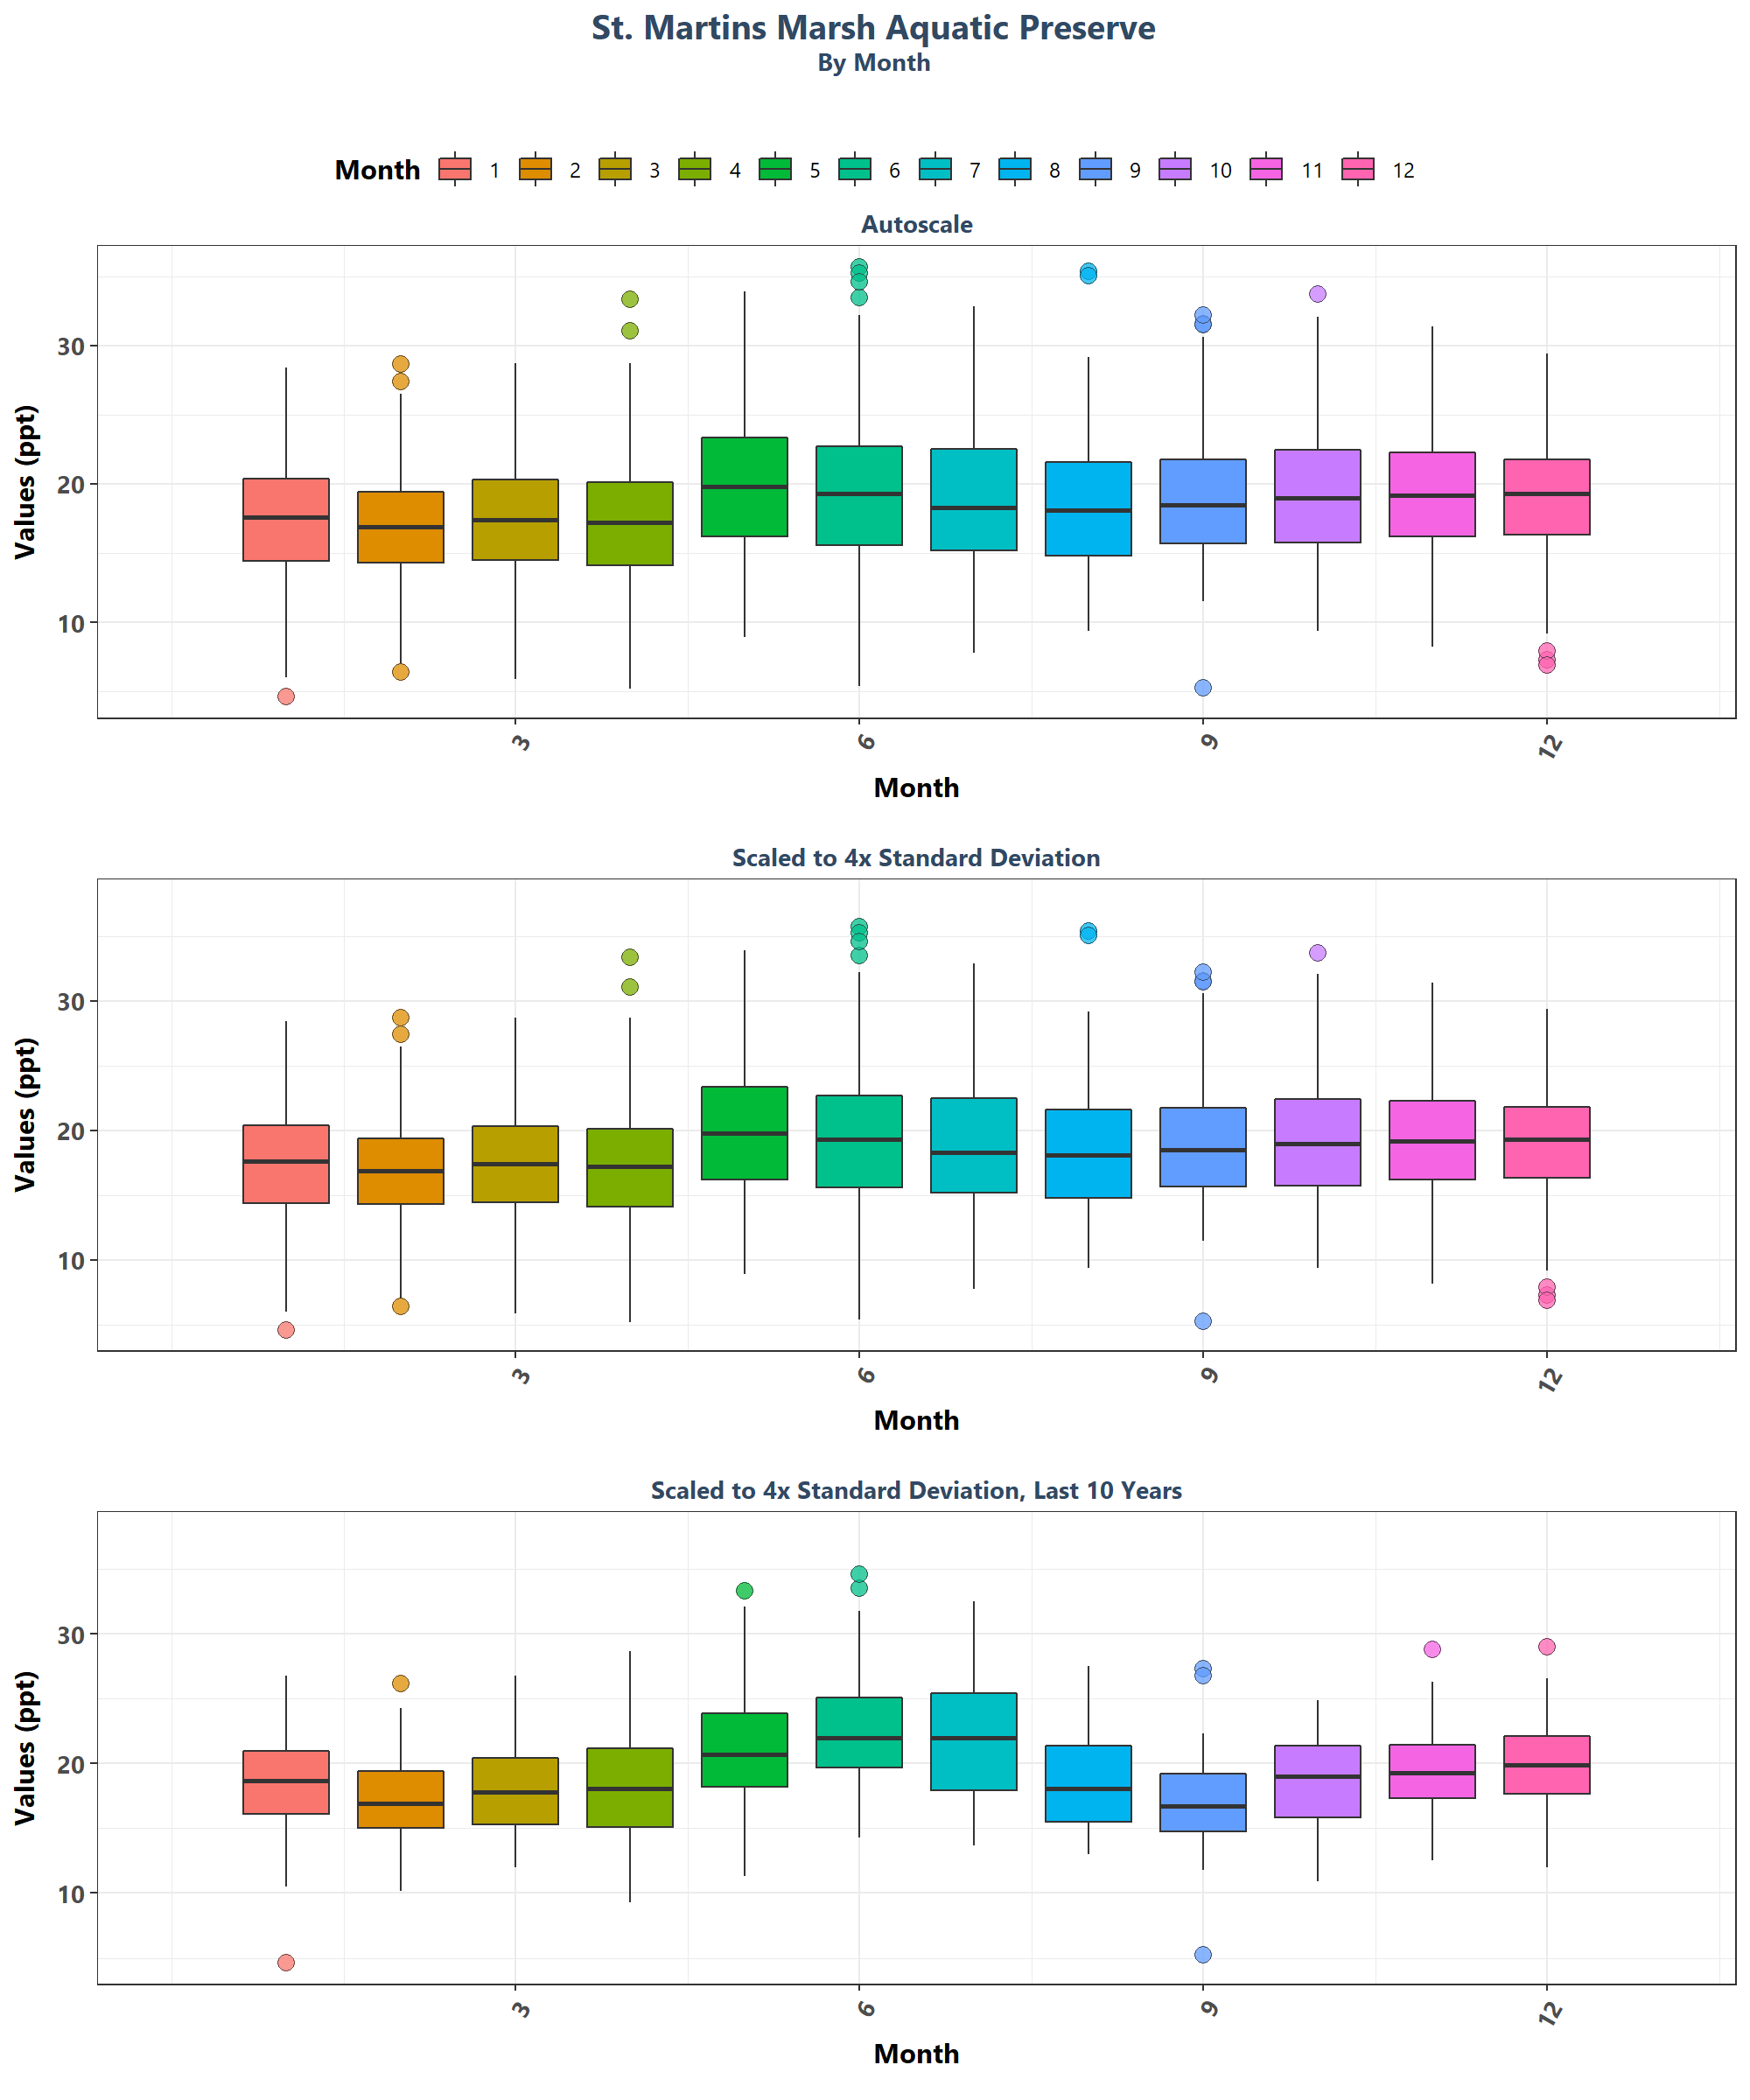 St. Martins Marsh Aquatic Preserve
By Month
Month 1 2 3 4 5 6 7 8 9 10 11 12
Autoscale
Values (ppt)
30
20
10
3 6 9 12
Month
Scaled to 4x Standard Deviation
Values (ppt)
30
20
10
3 6 9 12
Month
Scaled to 4x Standard Deviation, Last 10 Years
Values (ppt)
30
20
10
3 6 9 12
Month